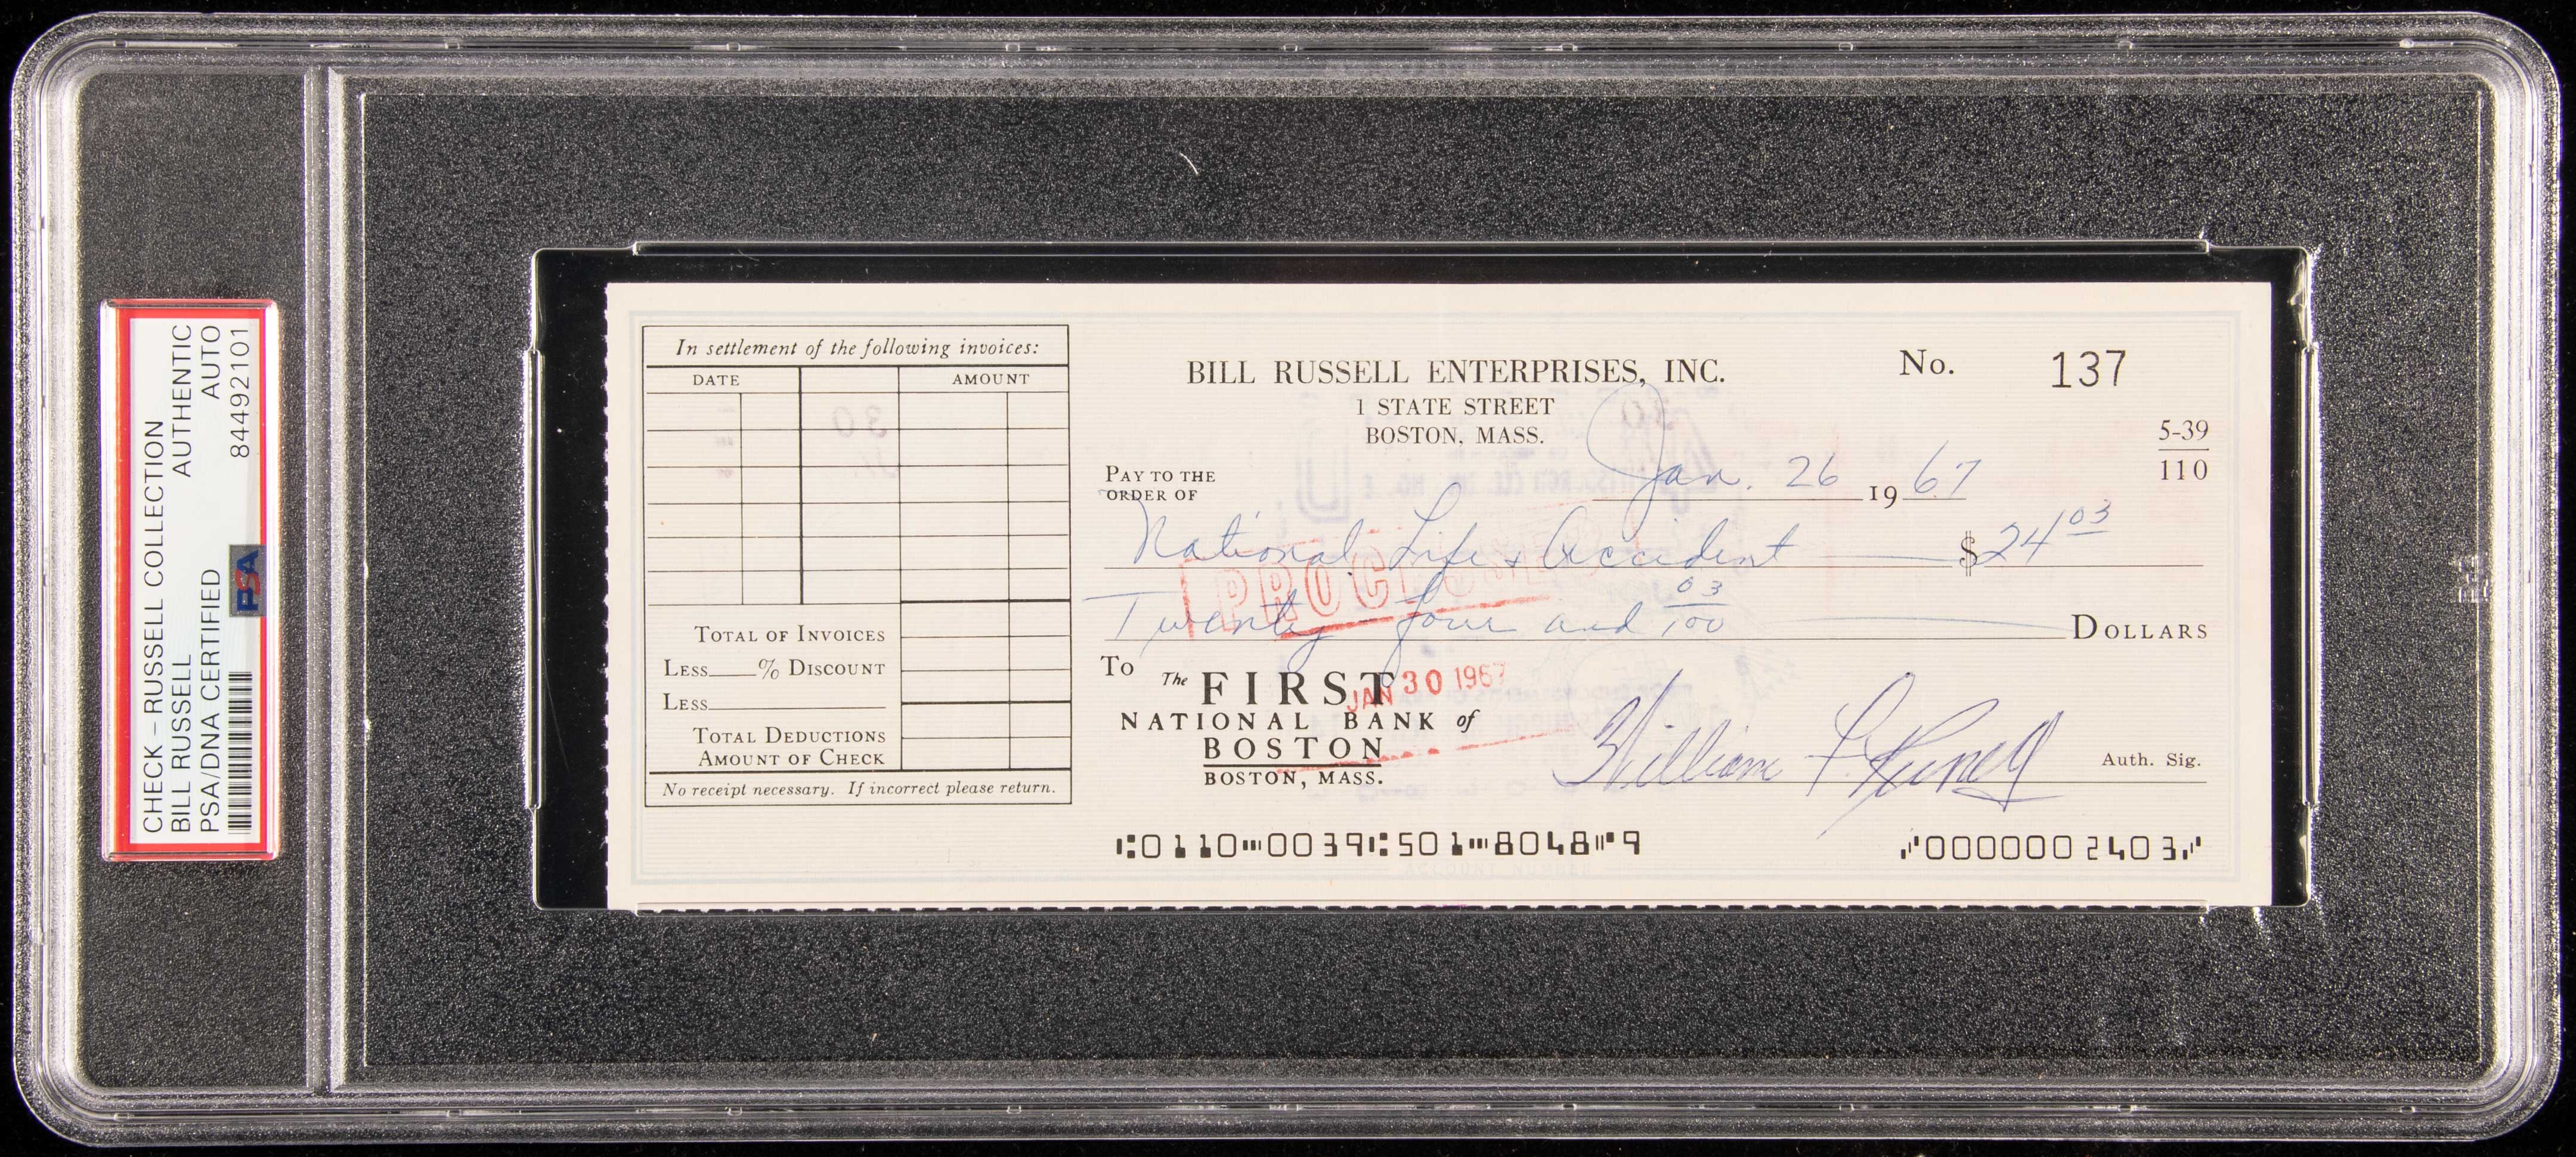 CHECK – RUSSELL COLLECTION
BILL RUSSELL AUTHENTIC
PSA/DNA CERTIFIED AUTO
PSA 84492101
In settlement of the following invoices:
DATE AMOUNT
TOTAL OF INVOICES
LESS % DISCOUNT
LESS
TOTAL DEDUCTIONS
AMOUNT OF CHECK
No receipt necessary. If incorrect please return.
BILL RUSSELL ENTERPRISES, INC.
1 STATE STREET
BOSTON, MASS.
No. 137
5-39
110
Jan. 26 19 67
PAY TO THE
ORDER OF
National Life & Accident $24 03
Twenty four and 03/100 DOLLARS
TO The FIRST
NATIONAL BANK of
BOSTON
BOSTON, MASS.
JAN 30 1967
William F. Auth. Sig.
⑆0110⑉0039⑆501⑉8048⑈9 ⑇0000002403⑇